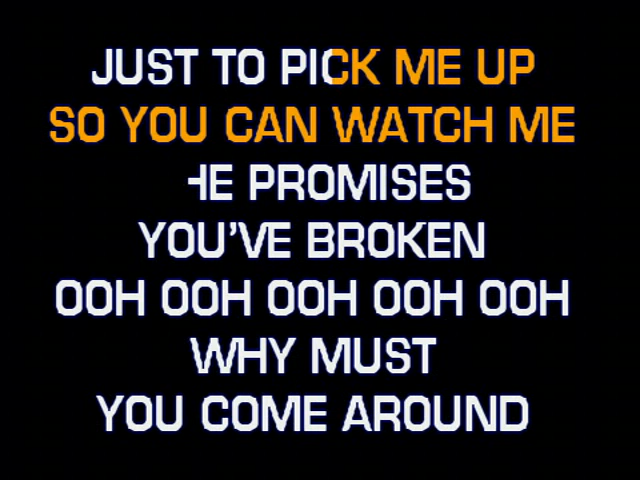 JUST TO PICK ME UP
SO YOU CAN WATCH ME
HE PROMISES
YOU'VE BROKEN
OOH OOH OOH OOH OOH
WHY MUST
YOU COME AROUND